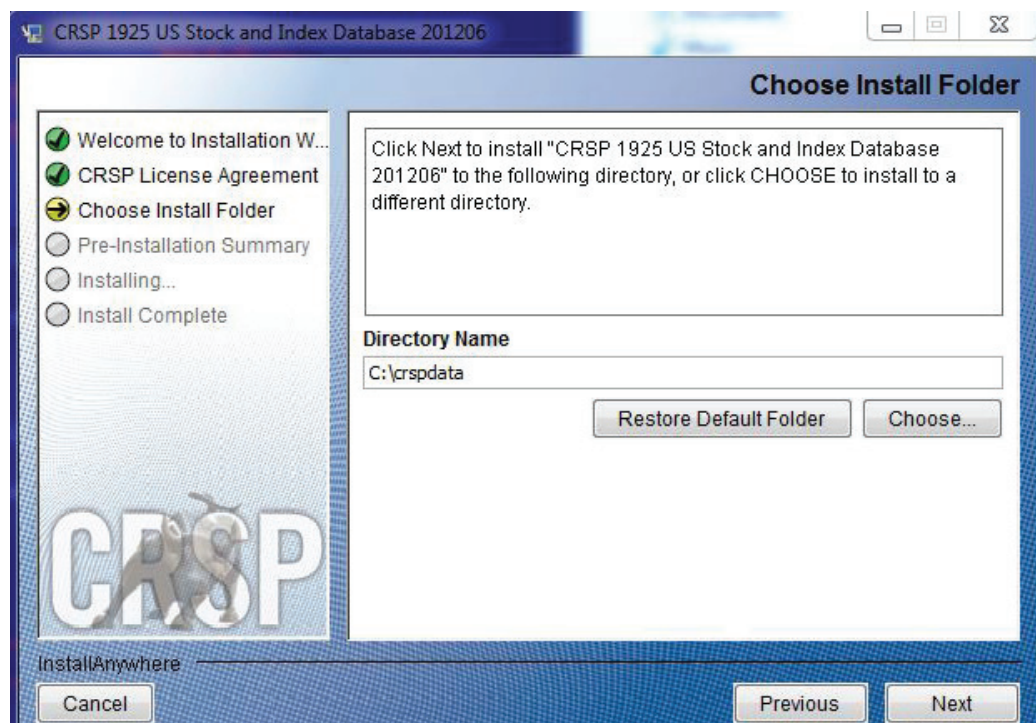 CRSP 1925 US Stock and Index Database 201206
Choose Install Folder
Welcome to Installation W...
CRSP License Agreement
Choose Install Folder
Pre-Installation Summary
Installing...
Install Complete
CRSP
Click Next to install "CRSP 1925 US Stock and Index Database
201206" to the following directory, or click CHOOSE to install to a
different directory.
Directory Name
C:\crspdata
Restore Default Folder
Choose...
InstallAnywhere
Cancel
Previous
Next